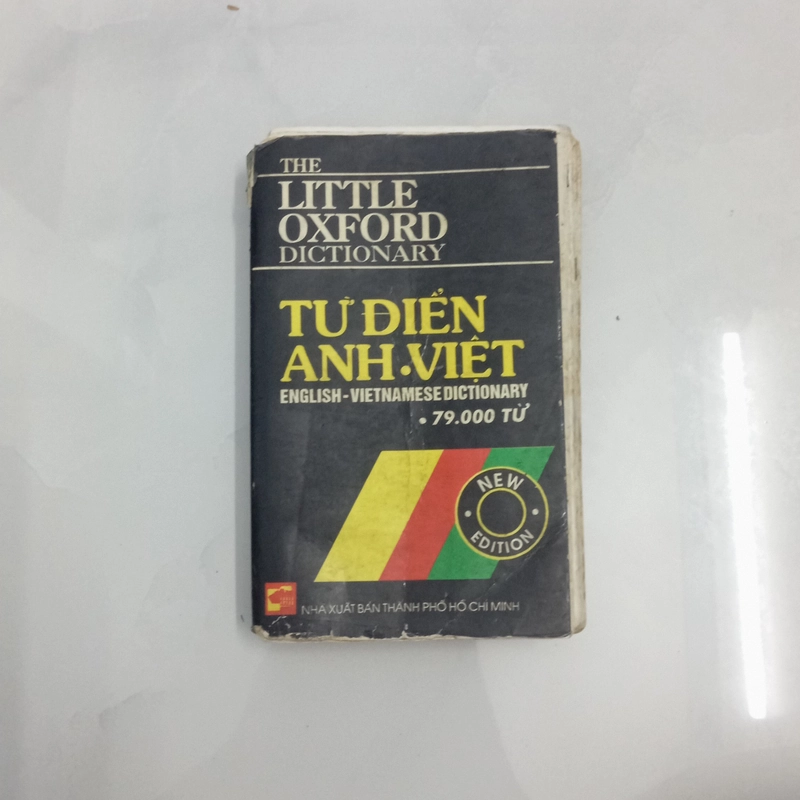 THE
LITTLE
OXFORD
DICTIONARY
TỪ ĐIỂN
ANH•VIỆT
ENGLISH-VIETNAMESE DICTIONARY
• 79.000 TỪ
• NEW •
EDITION
NHÀ XUẤT BẢN THÀNH PHỐ HỒ CHÍ MINH